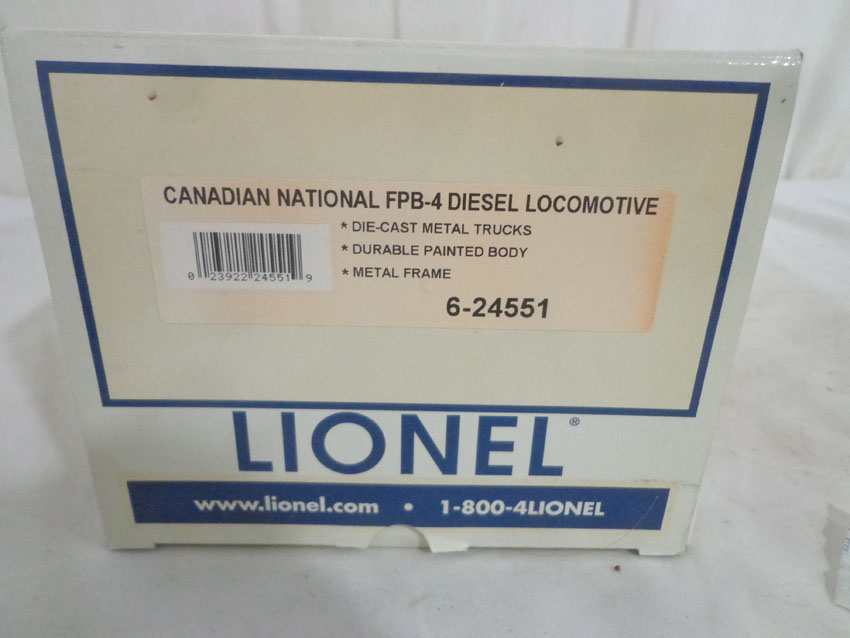 CANADIAN NATIONAL FPB-4 DIESEL LOCOMOTIVE
* DIE-CAST METAL TRUCKS
* DURABLE PAINTED BODY
* METAL FRAME
0 23922 24551 9
6-24551
LIONEL®
www.lionel.com • 1-800-4LIONEL